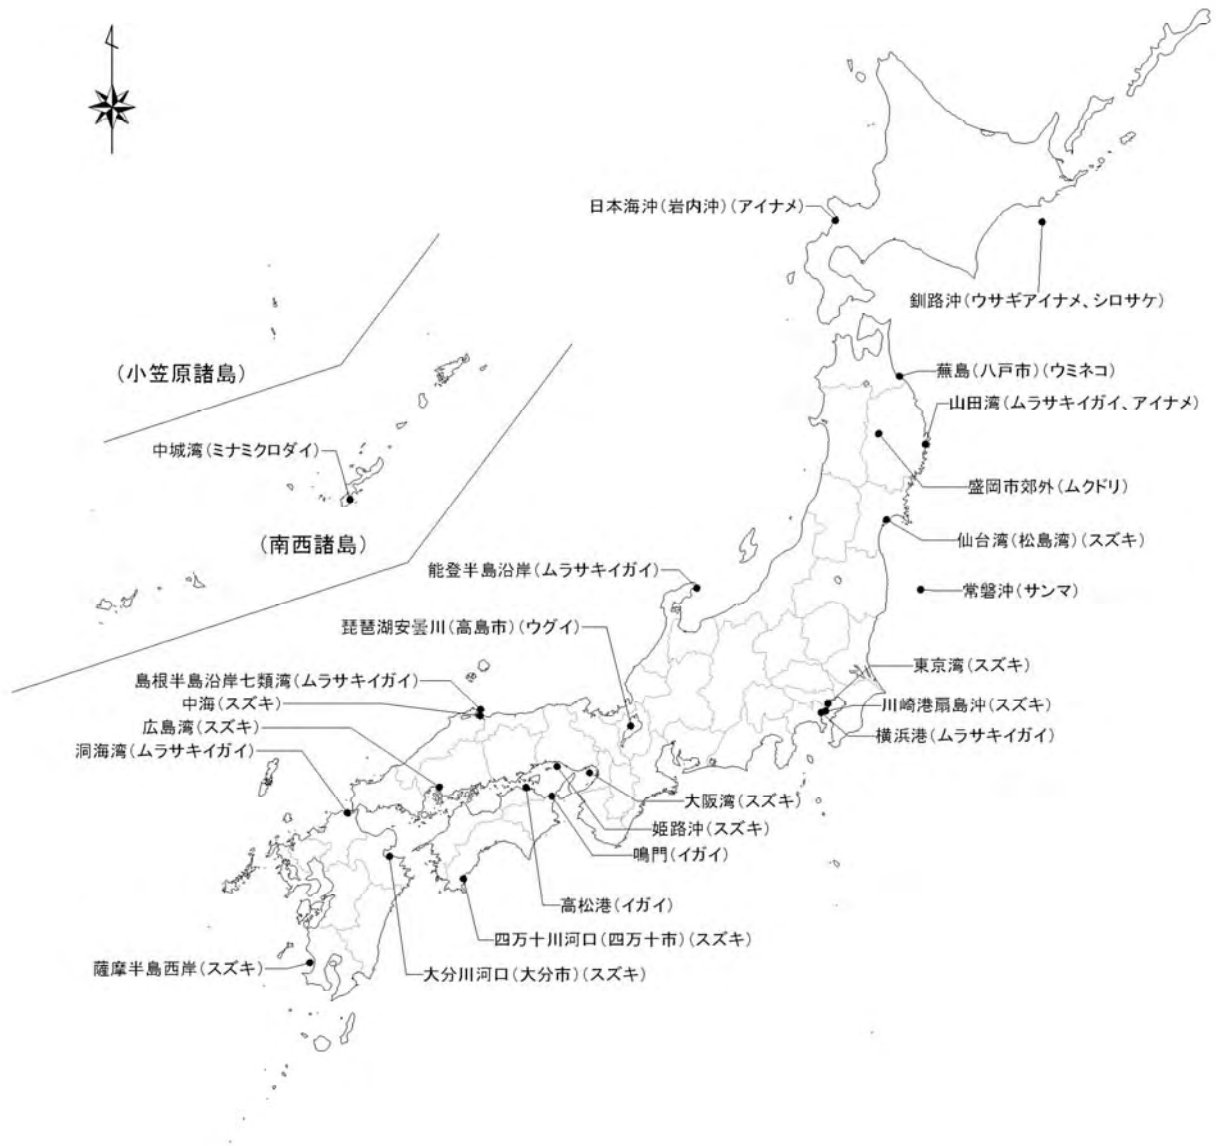 日本海沖(岩内沙)(アイナメ)
釧路沖(ウサギアイナメ、シロサケ)
(小笠原諸島)
蕪島(八戸市)(ウミネコ)
山田湾(ムラサキイガイ、アイナメ)
中城湾(ミナミクロダイ)
盛岡市郊外(ムクドリ)
(南西諸島)
仙台湾(松島湾)(スズキ)
能登半島沿岸(ムラサキイガイ)
常磐沖(サンマ)
琵琶湖安曇川(高島市)(ウグイ)
東京湾(スズキ)
島根半島沿岸七類湾(ムラサキイガイ)
中海(スズキ)
川崎港扇島沖(スズキ)
広島湾(スズキ)
横浜港(ムラサキイガイ)
洞海湾(ムラサキイガイ)
大阪湾(スズキ)
姫路沖(スズキ)
鳴門(イガイ)
高松港(イガイ)
四万十川河口(四万十市)(スズキ)
薩摩半島西岸(スズキ)
大分川河口(大分市)(スズキ)